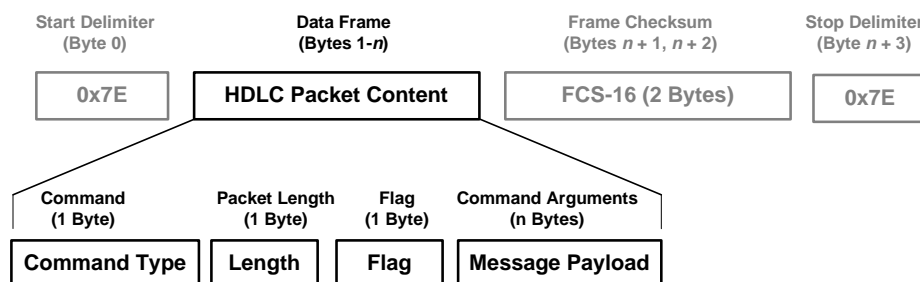 Start Delimiter
(Byte 0)
Data Frame
(Bytes 1-n)
Frame Checksum
(Bytes n + 1, n + 2)
Stop Delimiter
(Byte n + 3)
0x7E
HDLC Packet Content
FCS-16 (2 Bytes)
0x7E
Command
(1 Byte)
Packet Length
(1 Byte)
Flag
(1 Byte)
Command Arguments
(n Bytes)
Command Type
Length
Flag
Message Payload